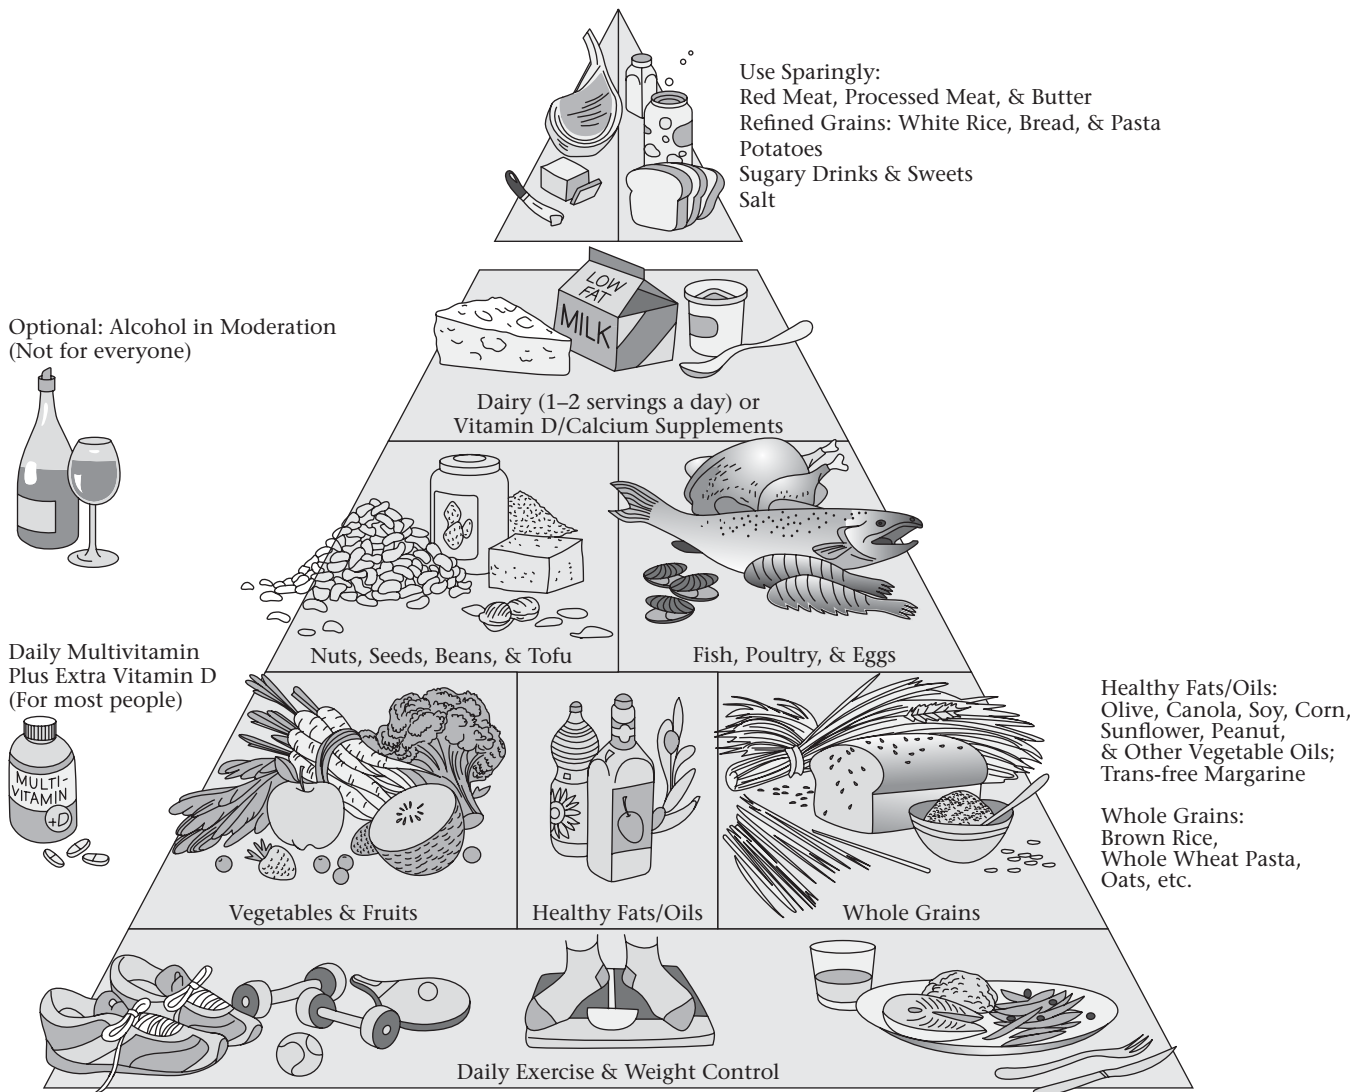 Use Sparingly:
Red Meat, Processed Meat, & Butter
Refined Grains: White Rice, Bread, & Pasta
Potatoes
Sugary Drinks & Sweets
Salt
LOW
FAT
MILK
Optional: Alcohol in Moderation
(Not for everyone)
Dairy (1–2 servings a day) or
Vitamin D/Calcium Supplements
Nuts, Seeds, Beans, & Tofu
Fish, Poultry, & Eggs
Daily Multivitamin
Plus Extra Vitamin D
(For most people)
MULTI-
VITAMIN
+D
Healthy Fats/Oils:
Olive, Canola, Soy, Corn,
Sunflower, Peanut,
& Other Vegetable Oils;
Trans-free Margarine
Whole Grains:
Brown Rice,
Whole Wheat Pasta,
Oats, etc.
Vegetables & Fruits
Healthy Fats/Oils
Whole Grains
Daily Exercise & Weight Control